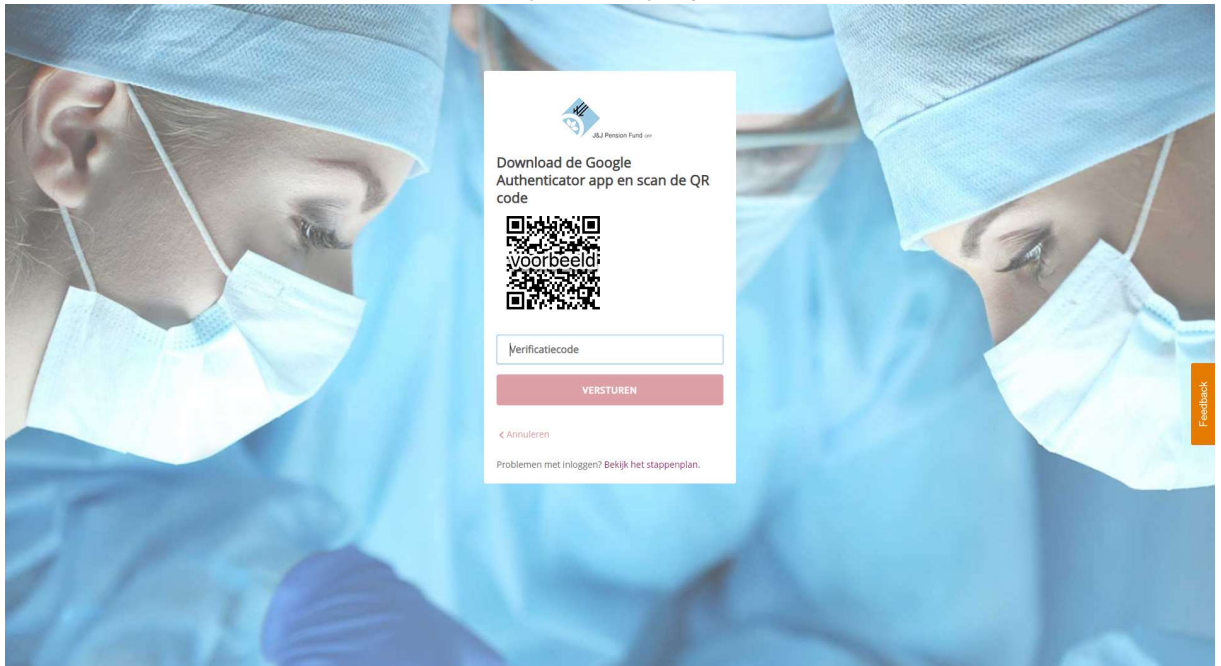 J&J Pension Fund OFP
Download de Google
Authenticator app en scan de QR
code
voorbeeld
Verificatiecode
VERSTUREN
< Annuleren
Problemen met inloggen? Bekijk het stappenplan.
Feedback